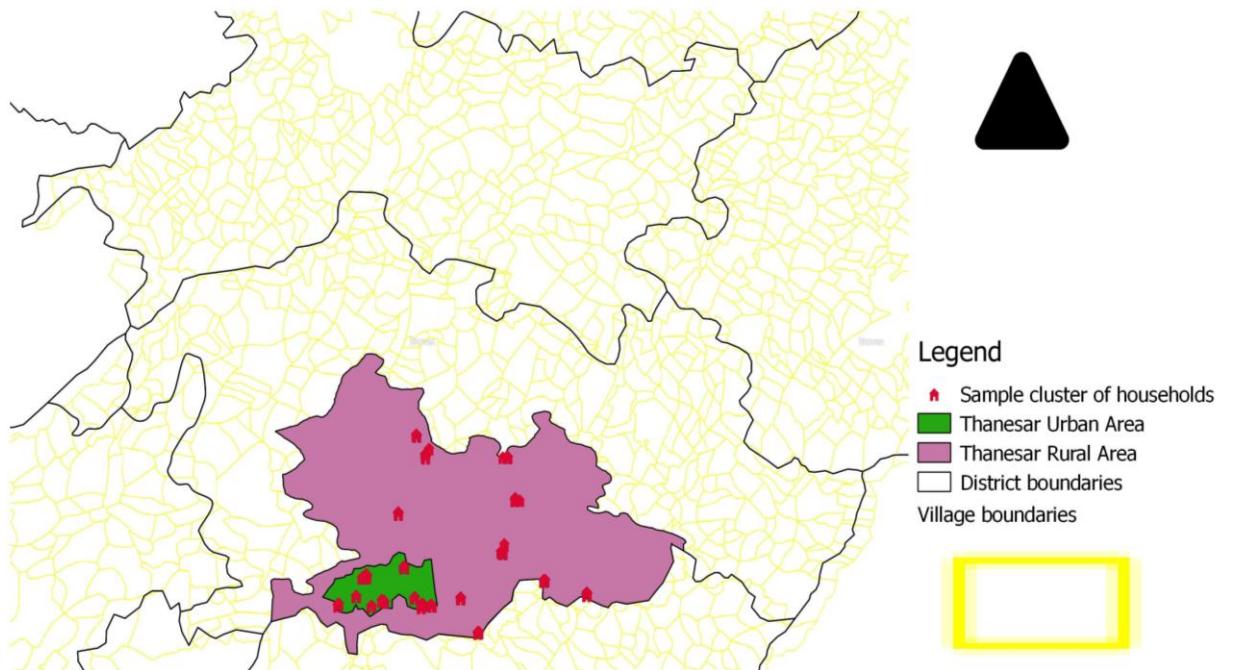 Legend
Sample cluster of households
Thanesar Urban Area
Thanesar Rural Area
District boundaries
Village boundaries